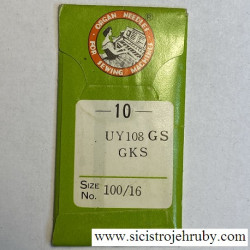 ORGAN NEEDLES
FOR SEWING MACHINES
—10—
UY108 GS
GKS
SIZE
No. 100/16
www.sicistrojehruby.com